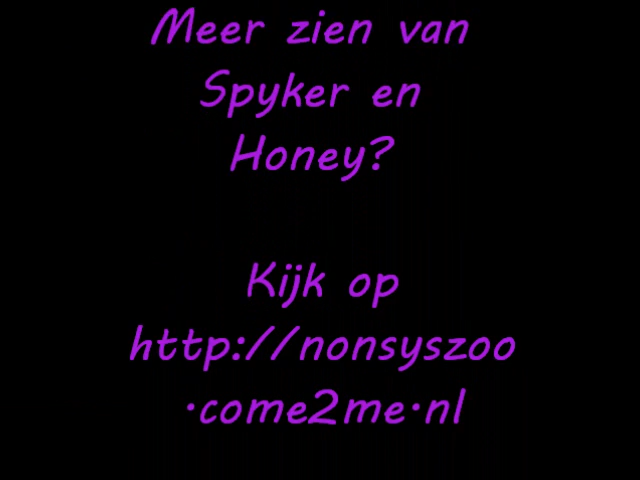 Meer zien van
Spyker en
Honey?
Kijk op
http://nonsyszoo
.come2me.nl